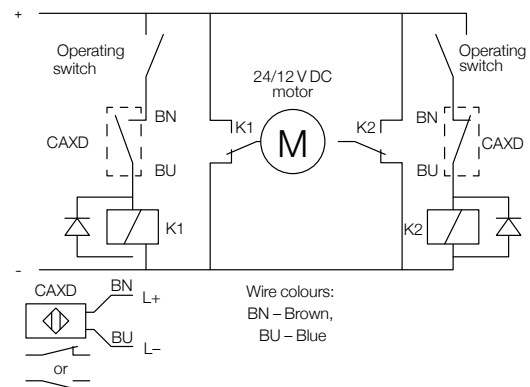 +
Operating
switch
24/12 V DC
motor
Operating
switch
BN
CAXD
BU
K1
M
K2
BN
CAXD
BU
K1
K2
-
CAXD
BN
L+
BU
L–
or
Wire colours:
BN – Brown,
BU – Blue